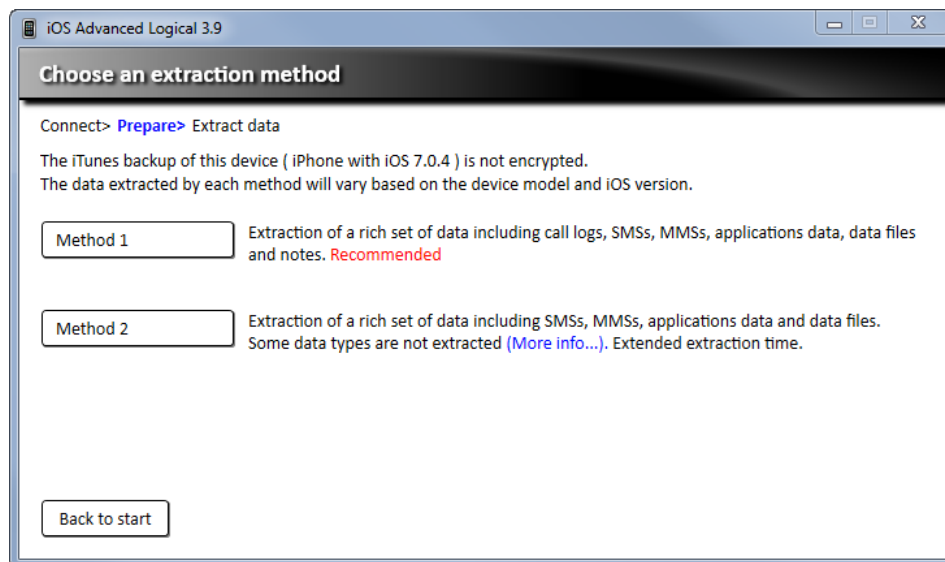 iOS Advanced Logical 3.9
Choose an extraction method
Connect> Prepare> Extract data
The iTunes backup of this device ( iPhone with iOS 7.0.4 ) is not encrypted.
The data extracted by each method will vary based on the device model and iOS version.
Method 1
Extraction of a rich set of data including call logs, SMSs, MMSs, applications data, data files
and notes. Recommended
Method 2
Extraction of a rich set of data including SMSs, MMSs, applications data and data files.
Some data types are not extracted (More info...). Extended extraction time.
Back to start